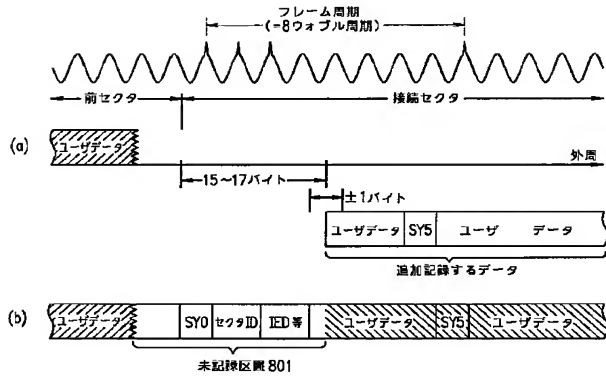 フレーム周期
(=8ウォブル周期)
前セクタ
接続セクタ
(a)
ユーザデータ
外周
15~17バイト
±1バイト
ユーザデータ
SY5
ユーザ データ
追加記録するデータ
(b)
ユーザデータ
SY0
セクタID
IED等
ユーザデータ
SY5
ユーザデータ
未記録区間801